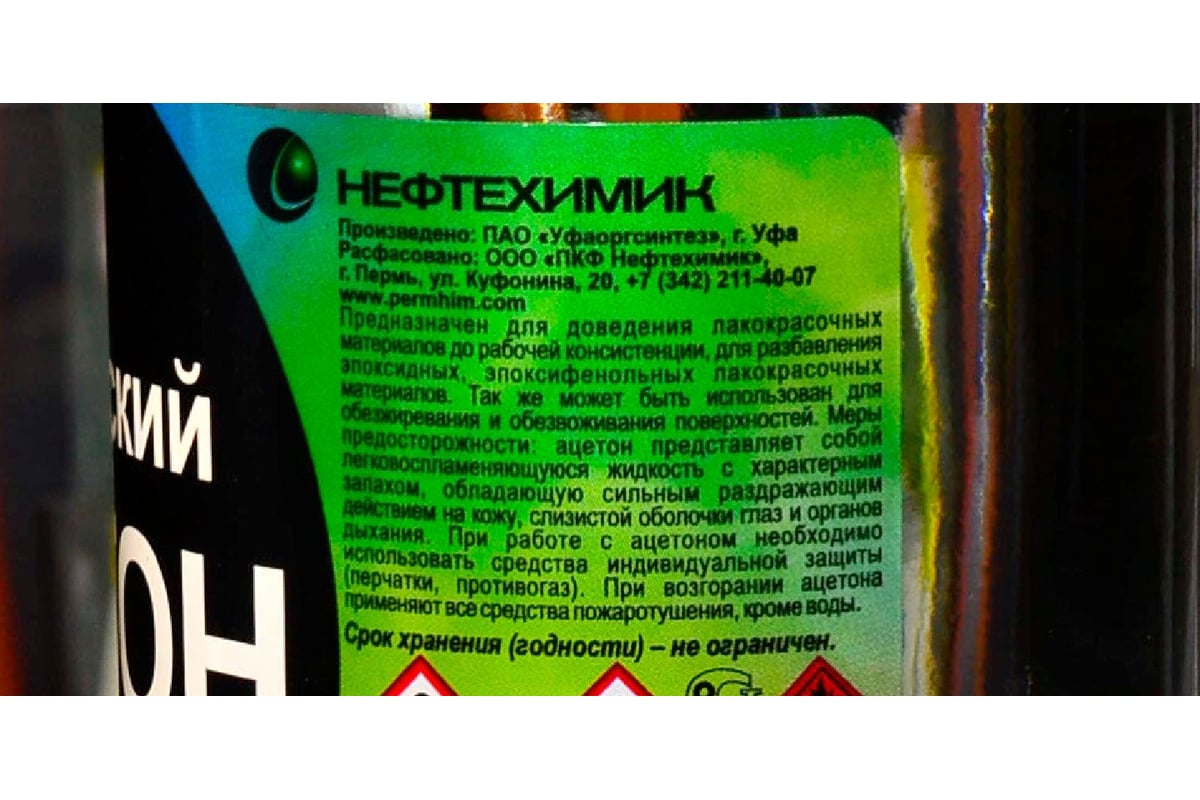 НЕФТЕХИМИК
Произведено: ПАО «Уфаоргсинтез», г. Уфа
Расфасовано: ООО «ПКФ Нефтехимик»,
г. Пермь, ул. Куфонина, 20, +7 (342) 211-40-07
www.permhim.com
Предназначен для доведения лакокрасочных
материалов до рабочей консистенции, для разбавления
эпоксидных, эпоксифенольных лакокрасочных
материалов. Так же может быть использован для
обезжиревания и обезвоживания поверхностей. Меры
предосторожности: ацетон представляет собой
легковоспламеняющуюся жидкость с характерным
запахом, обладающую сильным раздражающим
действием на кожу, слизистой оболочки глаз и органов
дыхания. При работе с ацетоном необходимо
использовать средства индивидуальной защиты
(перчатки, противогаз). При возгорании ацетона
применяют все средства пожаротушения, кроме воды.
Срок хранения (годности) – не ограничен.
ский
ОН